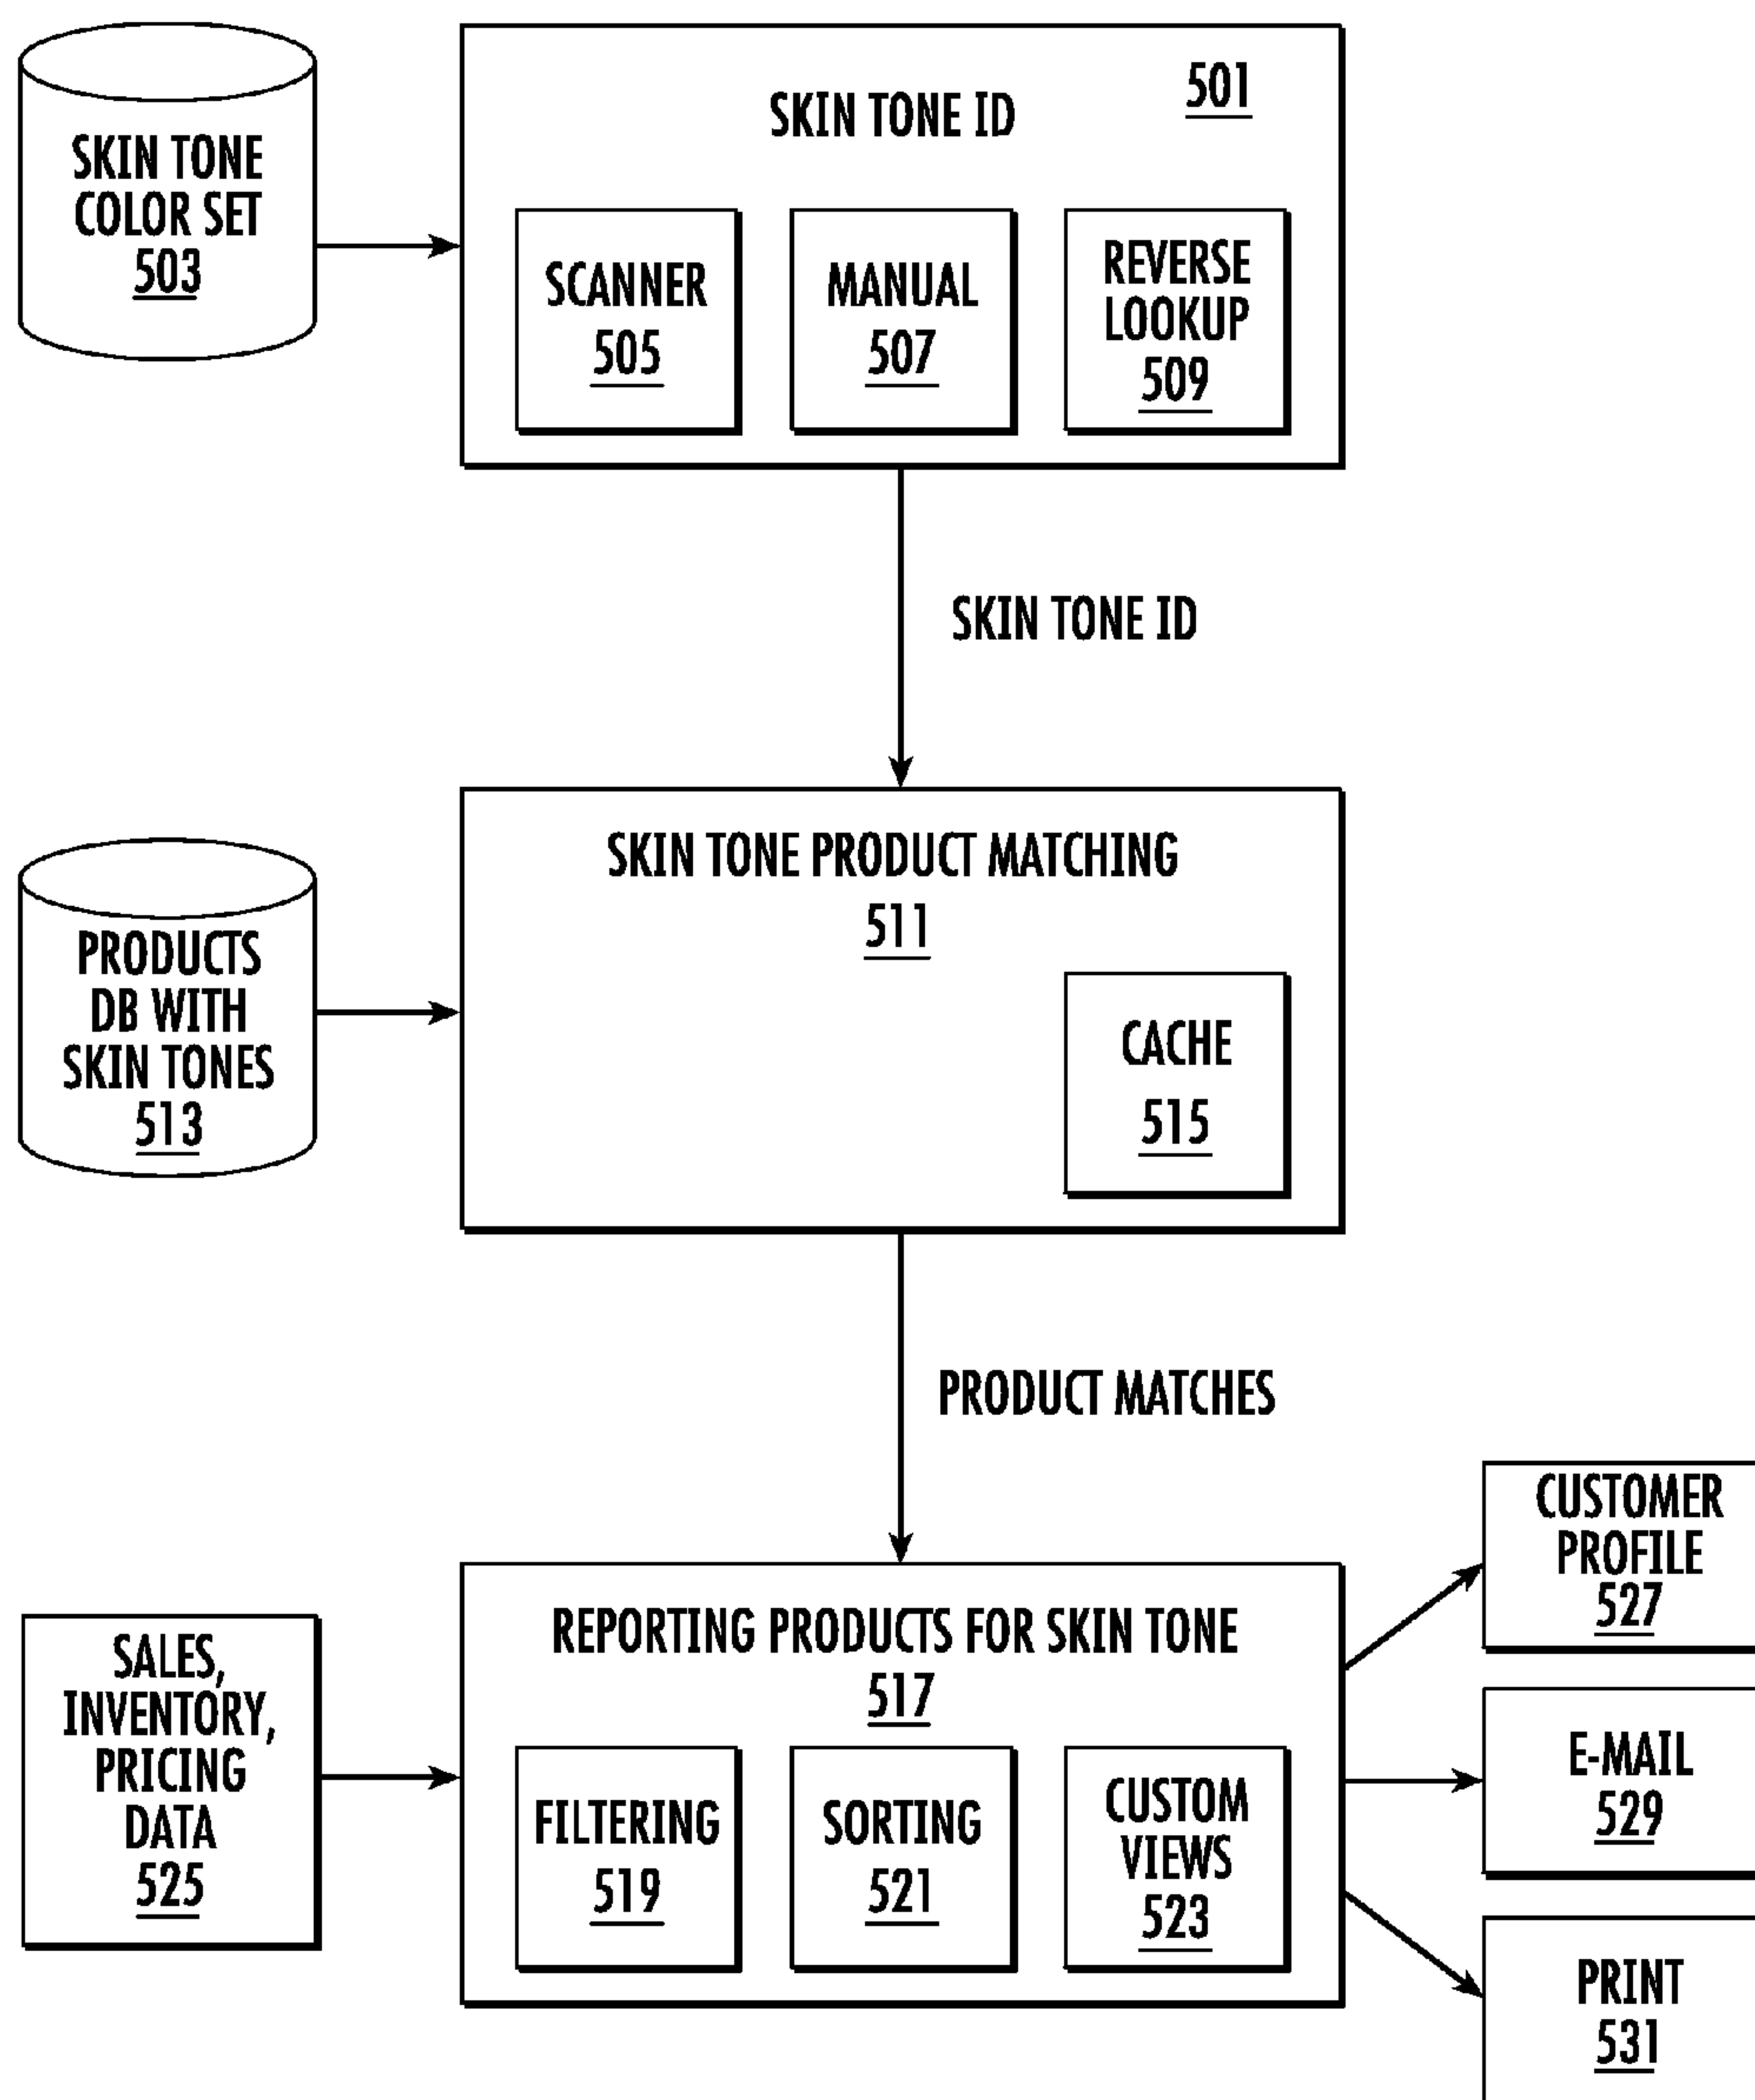 SKIN TONE
COLOR SET
503
SKIN TONE ID
501
SCANNER
505
MANUAL
507
REVERSE
LOOKUP
509
SKIN TONE ID
PRODUCTS
DB WITH
SKIN TONES
513
SKIN TONE PRODUCT MATCHING
511
CACHE
515
PRODUCT MATCHES
SALES,
INVENTORY,
PRICING
DATA
525
REPORTING PRODUCTS FOR SKIN TONE
517
FILTERING
519
SORTING
521
CUSTOM
VIEWS
523
CUSTOMER
PROFILE
527
E-MAIL
529
PRINT
531